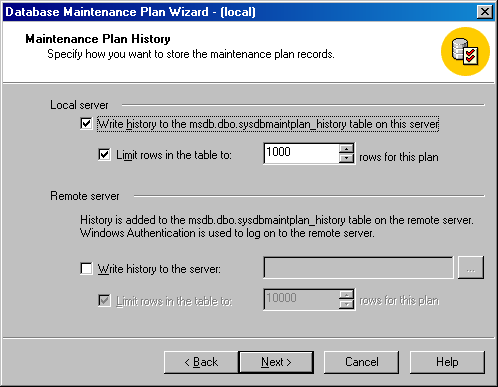 Database Maintenance Plan Wizard - (local)
Maintenance Plan History
Specify how you want to store the maintenance plan records.
Local server
Write history to the msdb.dbo.sysdbmaintplan_history table on this server
Limit rows in the table to: 1000 rows for this plan
Remote server
History is added to the msdb.dbo.sysdbmaintplan_history table on the remote server.
Windows Authentication is used to log on to the remote server.
Write history to the server: ...
Limit rows in the table to: 10000 rows for this plan
< Back Next > Cancel Help